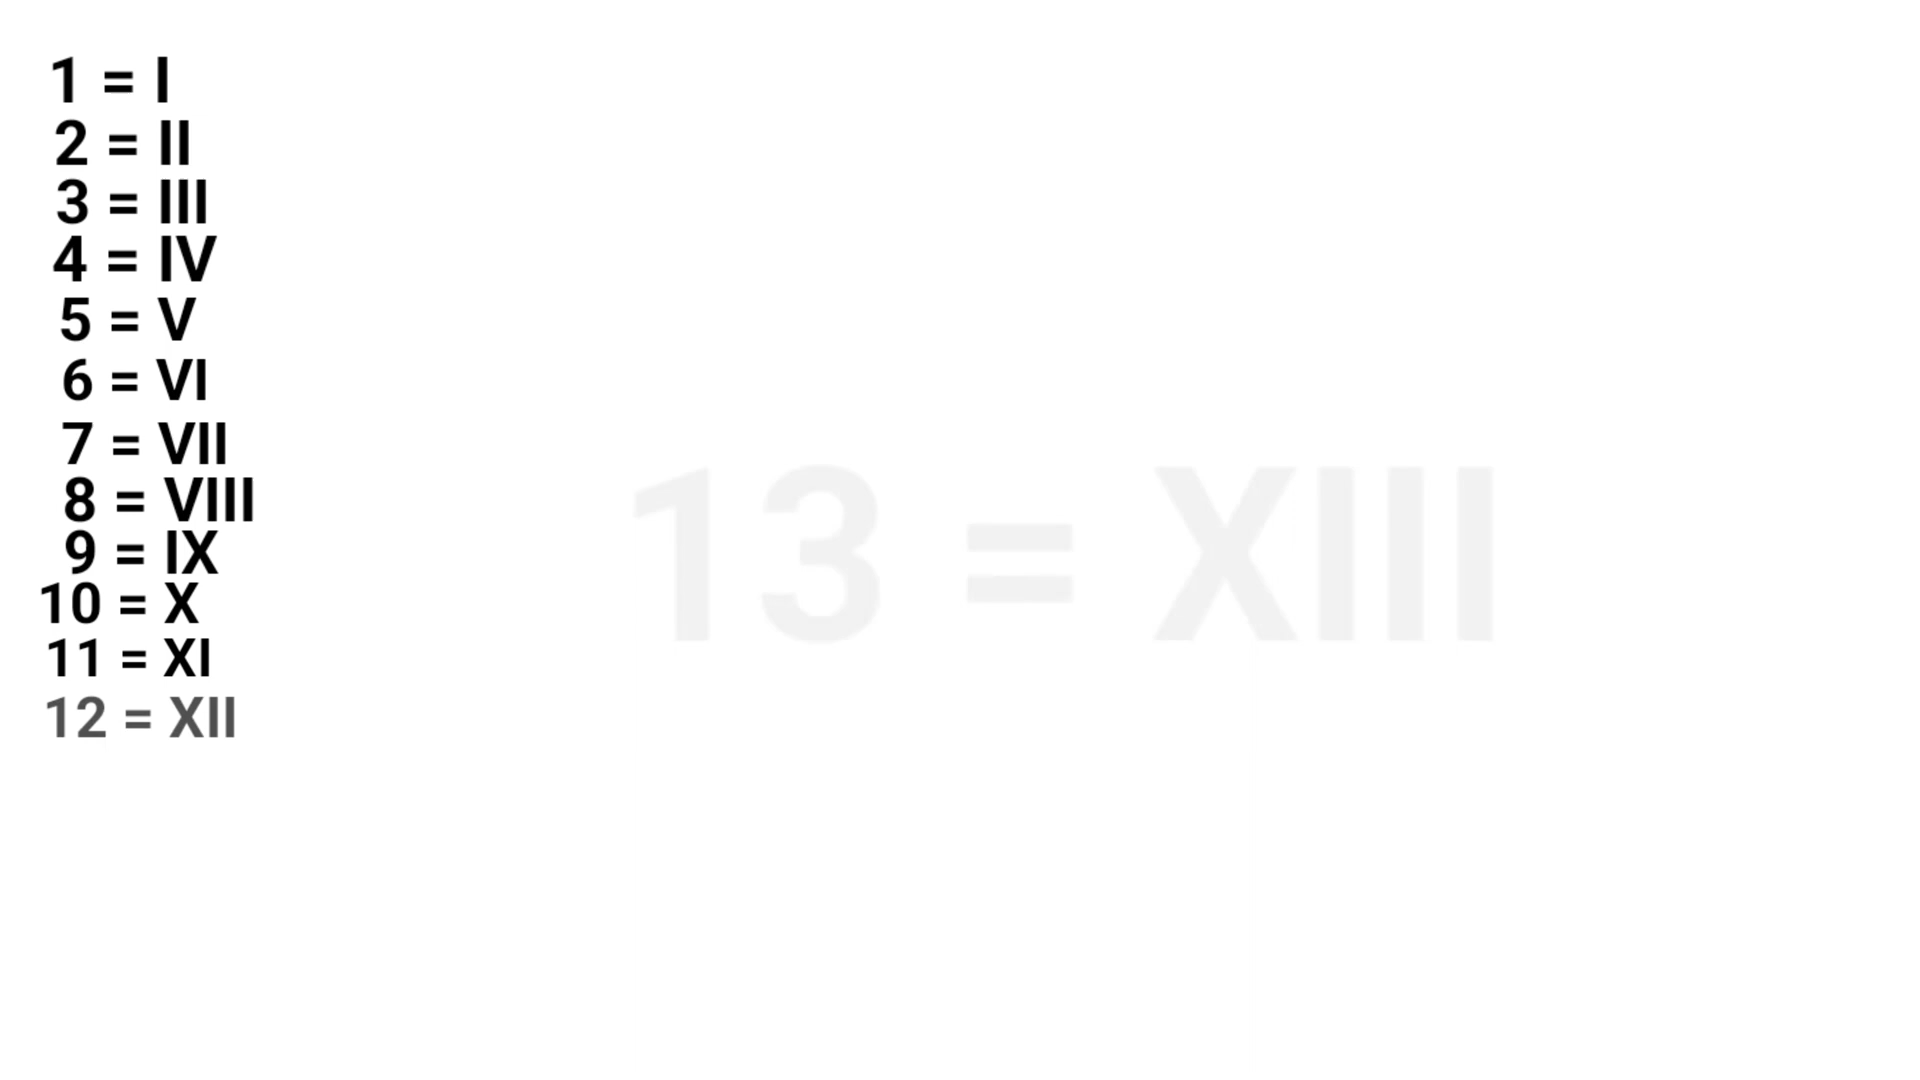 1 = I
2 = II
3 = III
4 = IV
5 = V
6 = VI
7 = VII
8 = VIII
9 = IX
10 = X
11 = XI
12 = XII
13 = XIII